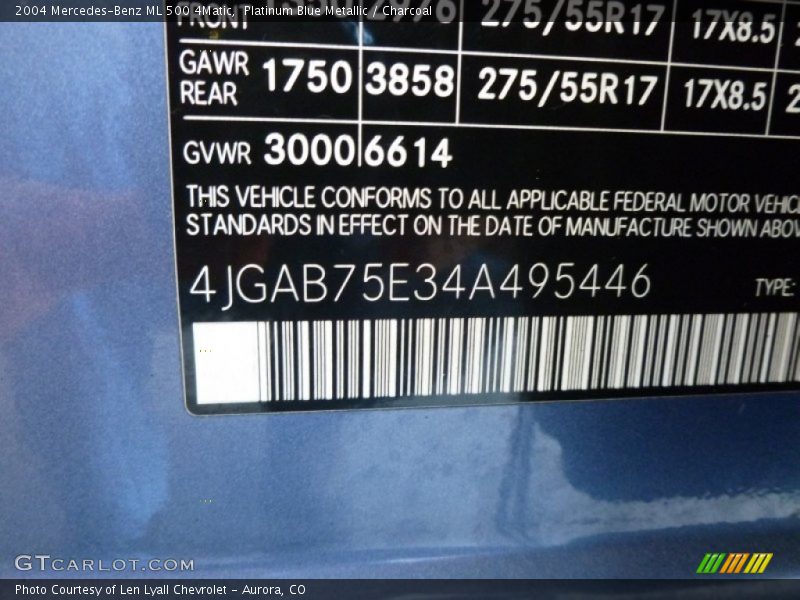 2004 Mercedes-Benz ML 500 4Matic, Platinum Blue Metallic / Charcoal
FRONT 275/55R17 17X8.5
GAWR REAR 1750 3858 275/55R17 17X8.5
GVWR 3000 6614
THIS VEHICLE CONFORMS TO ALL APPLICABLE FEDERAL MOTOR
STANDARDS IN EFFECT ON THE DATE OF MANUFACTURE SHOWN
4JGAB75E34A495446 TYPE:
GTCARLOT.COM
Photo Courtesy of Len Lyall Chevrolet - Aurora, CO